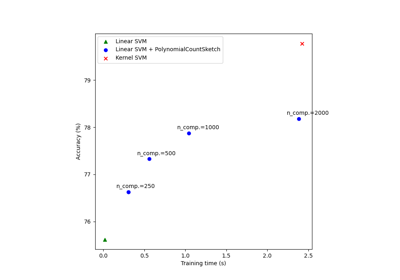 Linear SVM
Linear SVM + PolynomialCountSketch
Kernel SVM
79
n_comp.=2000
78
n_comp.=1000
n_comp.=500
77
n_comp.=250
76
Accuracy (%)
0.0 0.5 1.0 1.5 2.0 2.5
Training time (s)